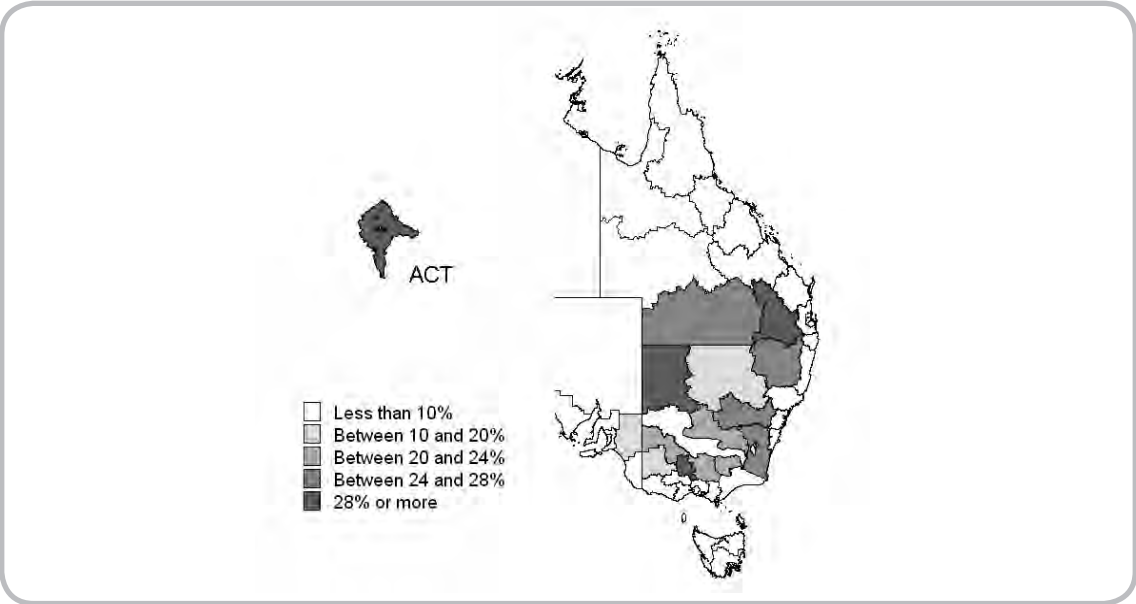 ACT
Less than 10%
Between 10 and 20%
Between 20 and 24%
Between 24 and 28%
28% or more